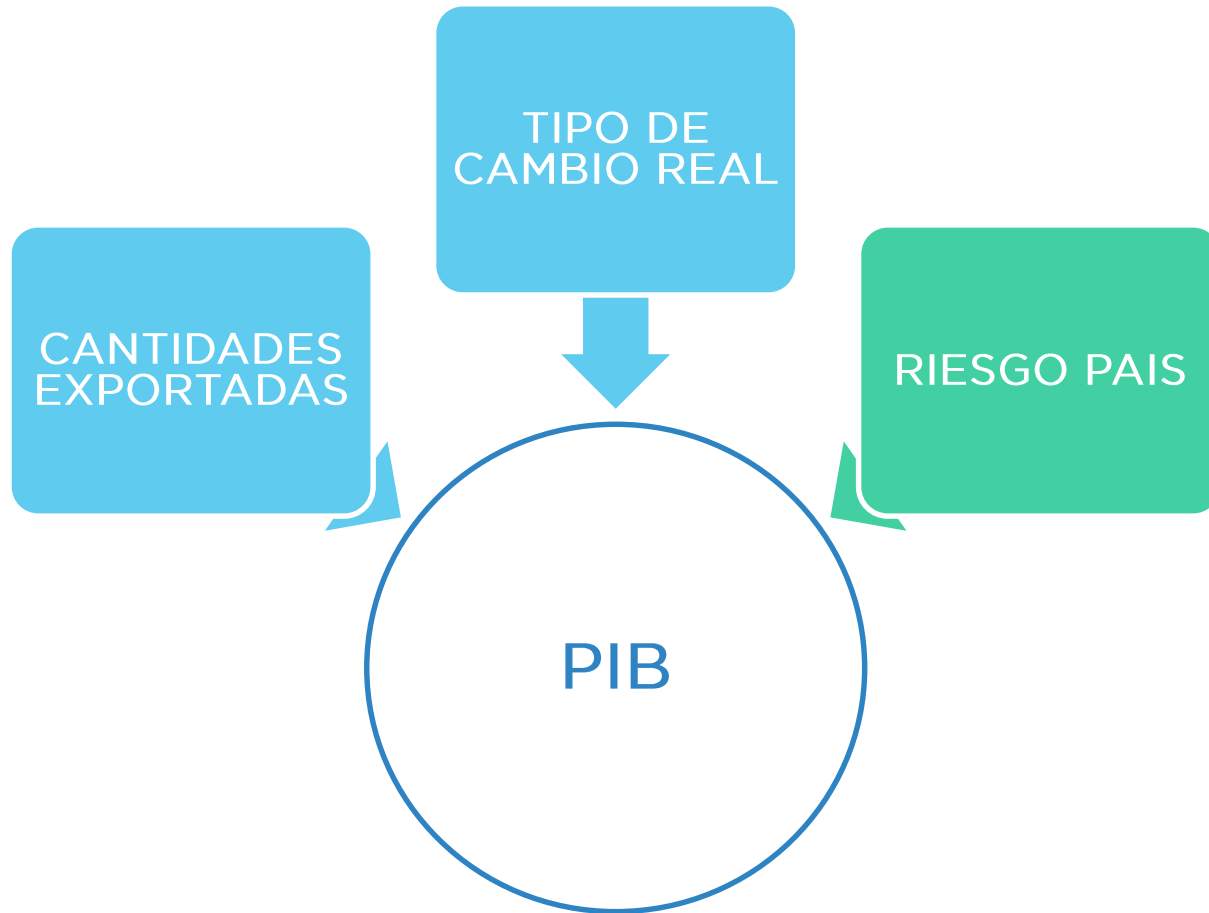 TIPO DE
CAMBIO REAL
CANTIDADES
EXPORTADAS
RIESGO PAIS
PIB